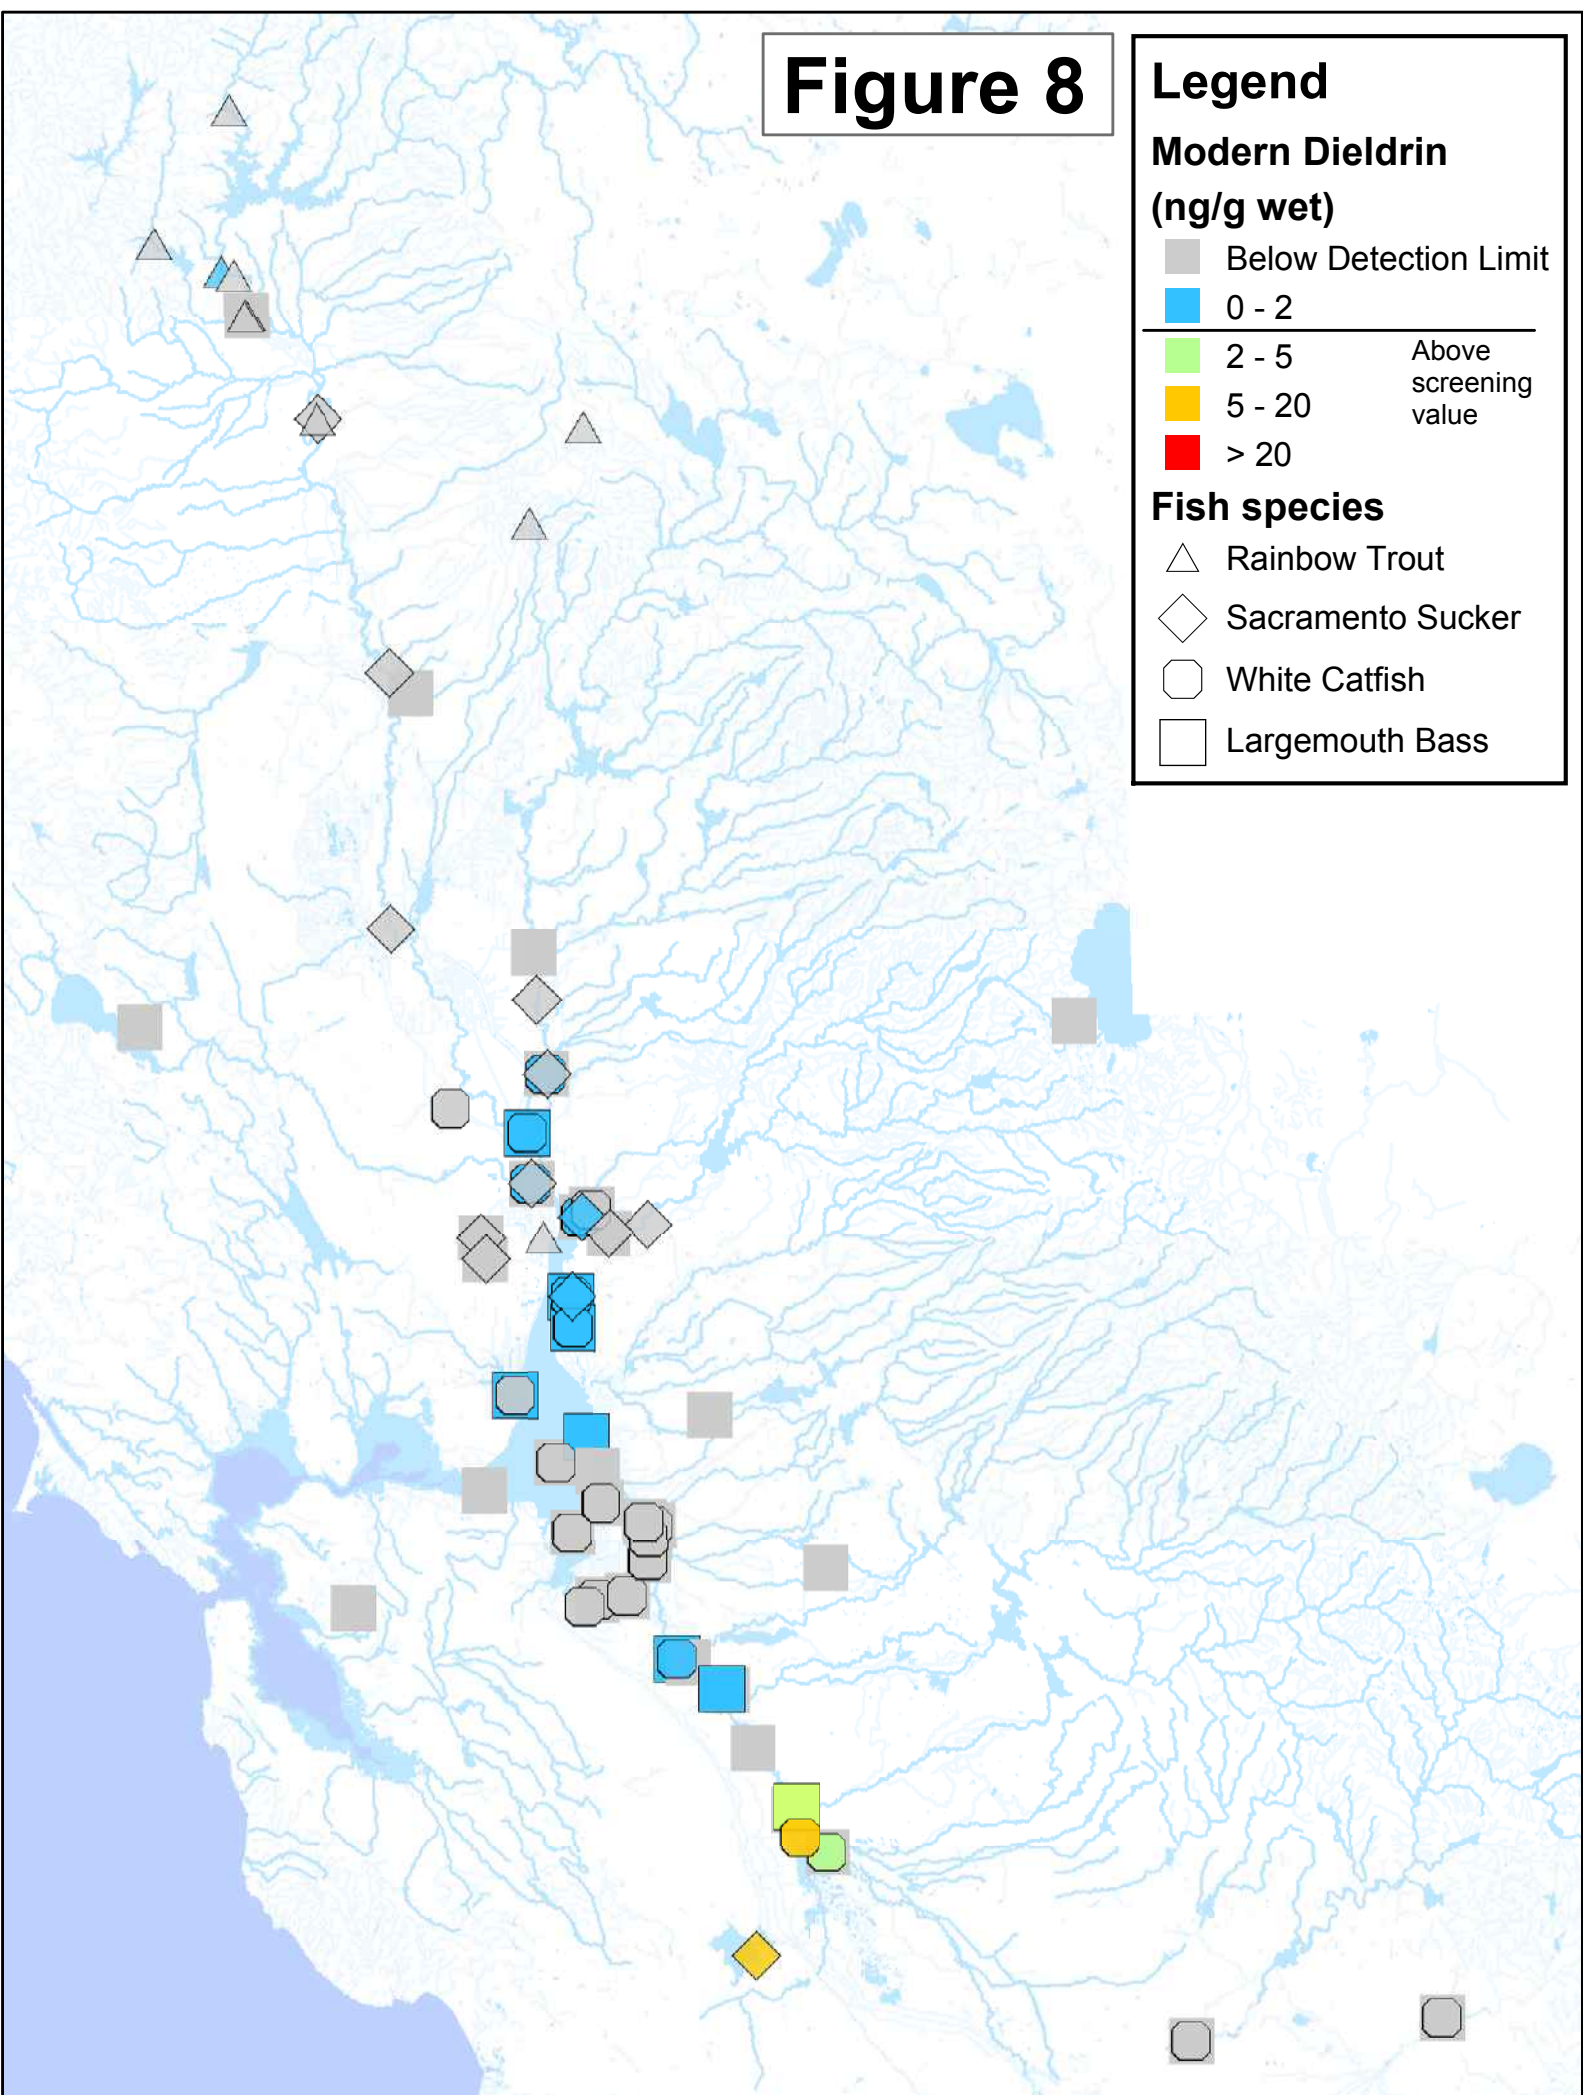 Figure 8
Legend
Modern Dieldrin
(ng/g wet)
Below Detection Limit
0 - 2
2 - 5
5 - 20
> 20
Above
screening
value
Fish species
Rainbow Trout
Sacramento Sucker
White Catfish
Largemouth Bass